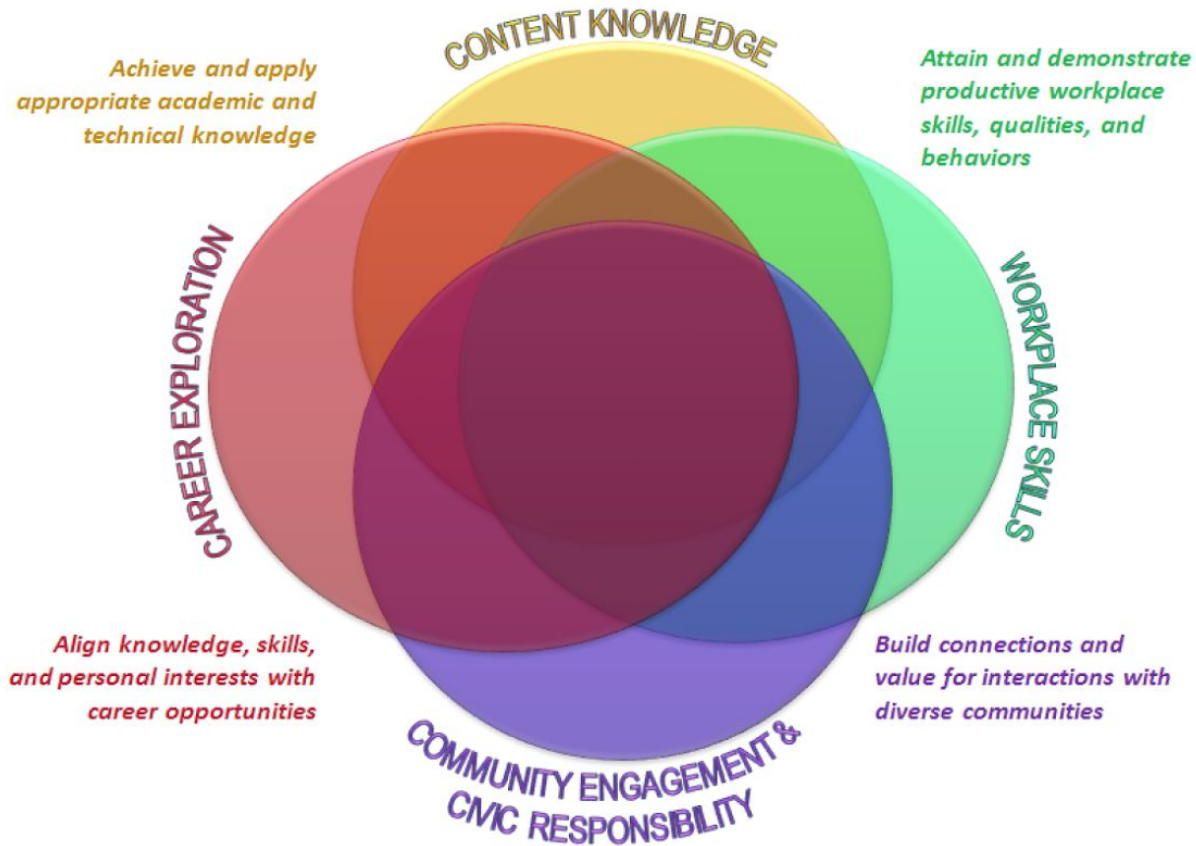 CONTENT KNOWLEDGE
Achieve and apply
appropriate academic and
technical knowledge
Attain and demonstrate
productive workplace
skills, qualities, and
behaviors
CAREER EXPLORATION
WORKPLACE SKILLS
Align knowledge, skills,
and personal interests with
career opportunities
Build connections and
value for interactions with
diverse communities
COMMUNITY ENGAGEMENT &
CIVIC RESPONSIBILITY